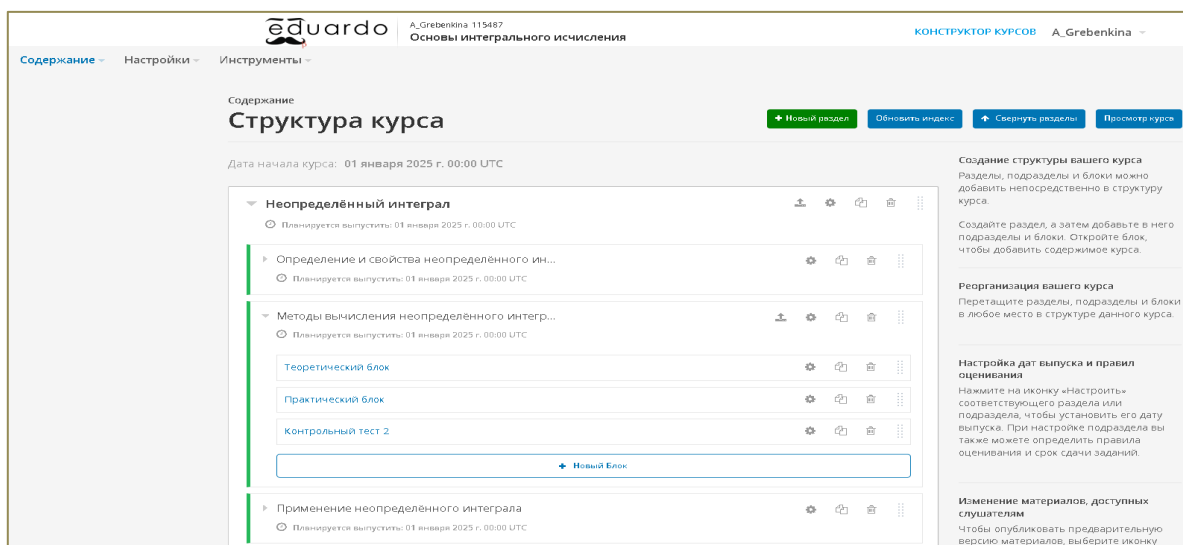 eduardo
A_Grebenkina 115487
Основы интегрального исчисления
КОНСТРУКТОР КУРСОВ A_Grebenkina
Содержание Настройки Инструменты
Содержание
Структура курса
+ Новый раздел Обновить индекс Свернуть разделы Просмотр курса
Дата начала курса: 01 января 2025 г. 00:00 UTC
Неопределённый интеграл
Планируется выпустить: 01 января 2025 г. 00:00 UTC
Определение и свойства неопределённого ин...
Планируется выпустить: 01 января 2025 г. 00:00 UTC
Методы вычисления неопределённого интегр...
Планируется выпустить: 01 января 2025 г. 00:00 UTC
Теоретический блок
Практический блок
Контрольный тест 2
+ Новый Блок
Применение неопределённого интеграла
Планируется выпустить: 01 января 2025 г. 00:00 UTC
Создание структуры вашего курса
Разделы, подразделы и блоки можно
добавить непосредственно в структуру
курса.
Создайте раздел, а затем добавьте в него
подразделы и блоки. Откройте блок,
чтобы добавить содержимое курса.
Реорганизация вашего курса
Перетащите разделы, подразделы и блоки
в любое место в структуре данного курса.
Настройка дат выпуска и правил
оценивания
Нажмите на иконку «Настроить»
соответствующего раздела или
подраздела, чтобы установить его дату
выпуска. При настройке подраздела вы
также можете определить правила
оценивания и срок сдачи заданий.
Изменение материалов, доступных
слушателям
Чтобы опубликовать предварительную
версию материалов, выберите иконку